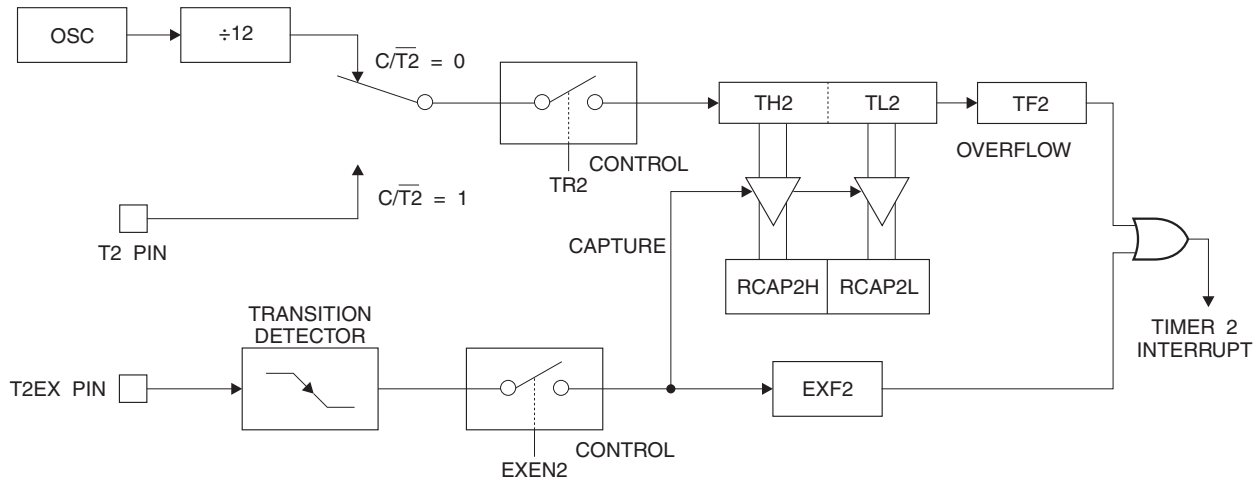 OSC
÷12
C/T2̅ = 0
TH2
TL2
TF2
OVERFLOW
CONTROL
TR2
C/T2̅ = 1
T2 PIN
CAPTURE
RCAP2H
RCAP2L
TRANSITION
DETECTOR
TIMER 2
INTERRUPT
T2EX PIN
EXF2
CONTROL
EXEN2